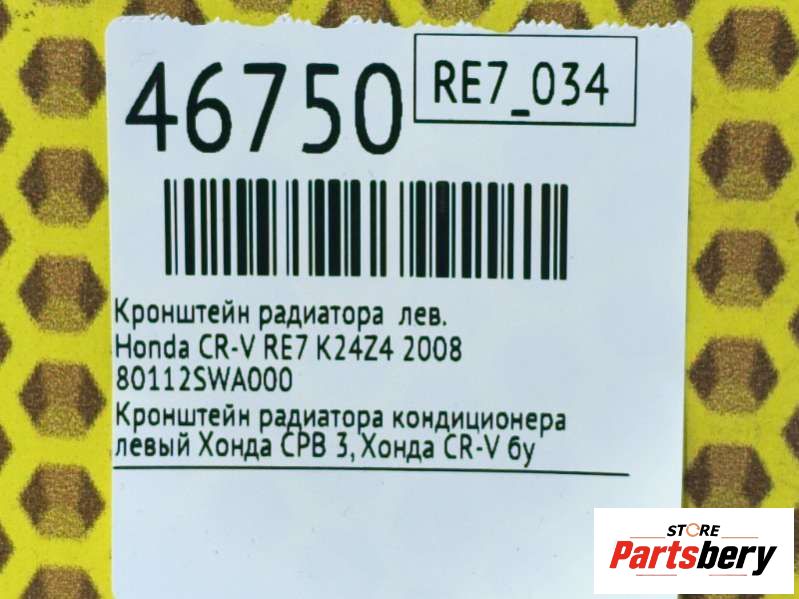 46750
RE7_034
Кронштейн радиатора лев.
Honda CR-V RE7 K24Z4 2008
80112SWA000
Кронштейн радиатора кондиционера
левый Хонда СРВ 3, Хонда CR-V бу
STORE
Partsbery